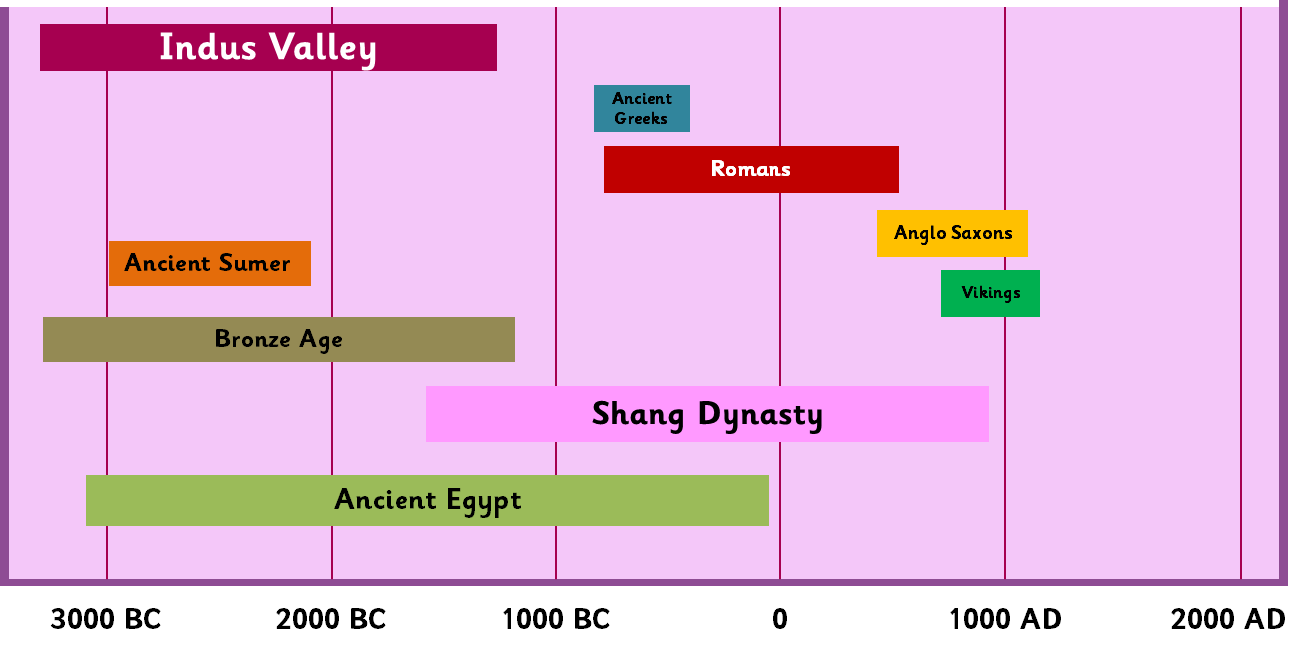 Indus Valley
Ancient
Greeks
Romans
Anglo Saxons
Ancient Sumer
Vikings
Bronze Age
Shang Dynasty
Ancient Egypt
3000 BC 2000 BC 1000 BC 0 1000 AD 2000 AD